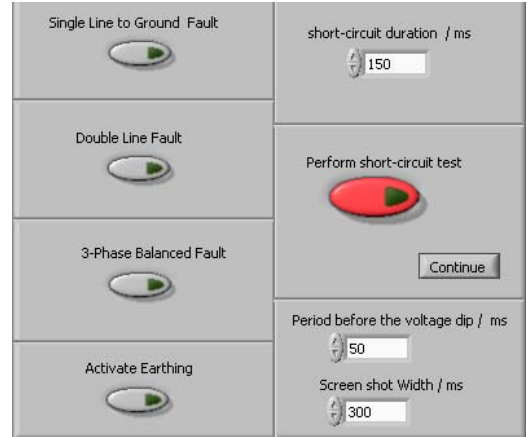 Single Line to Ground Fault
Double Line Fault
3-Phase Balanced Fault
Activate Earthing
short-circuit duration / ms
150
Perform short-circuit test
Continue
Period before the voltage dip / ms
50
Screen shot Width / ms
300